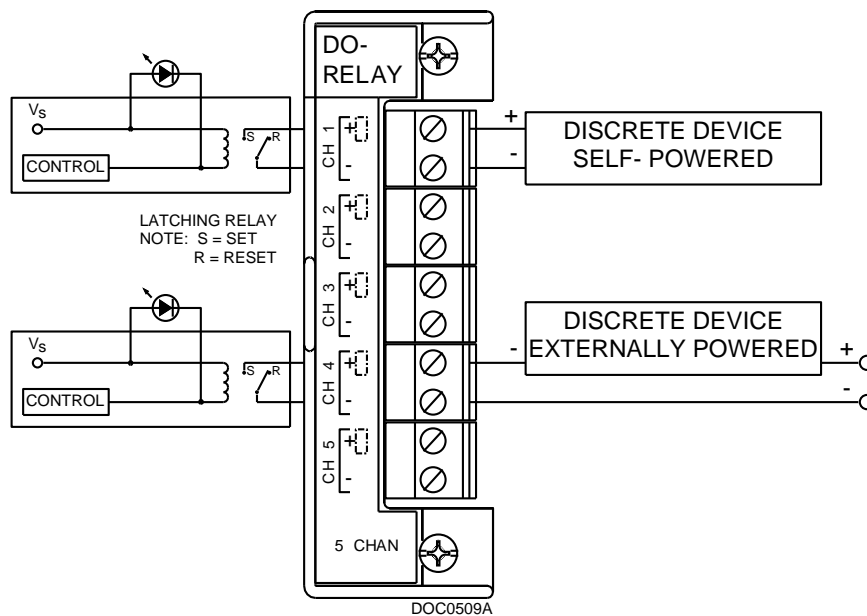 DO-
RELAY
Vs
S R
CONTROL
+
-
CH 1
+
-
DISCRETE DEVICE
SELF- POWERED
LATCHING RELAY
NOTE: S = SET
R = RESET
+
-
CH 2
+
-
CH 3
Vs
S R
CONTROL
+
-
CH 4
-
DISCRETE DEVICE
EXTERNALLY POWERED
+
-
+
-
CH 5
5 CHAN
DOC0509A